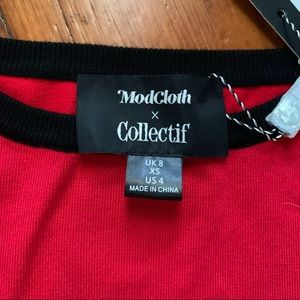 ModCloth
×
Collectif
UK 8
XS
US 4
MADE IN CHINA